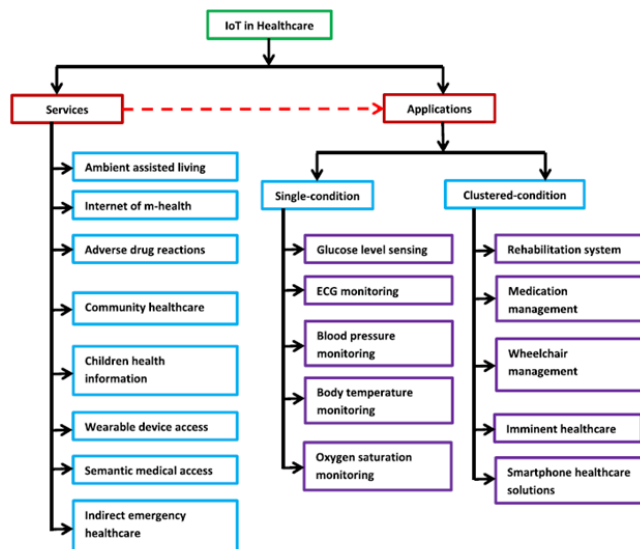 IoT in Healthcare
Services
Applications
Ambient assisted living
Internet of m-health
Adverse drug reactions
Community healthcare
Children health
information
Wearable device access
Semantic medical access
Indirect emergency
healthcare
Single-condition
Glucose level sensing
ECG monitoring
Blood pressure
monitoring
Body temperature
monitoring
Oxygen saturation
monitoring
Clustered-condition
Rehabilitation system
Medication
management
Wheelchair
management
Imminent healthcare
Smartphone healthcare
solutions